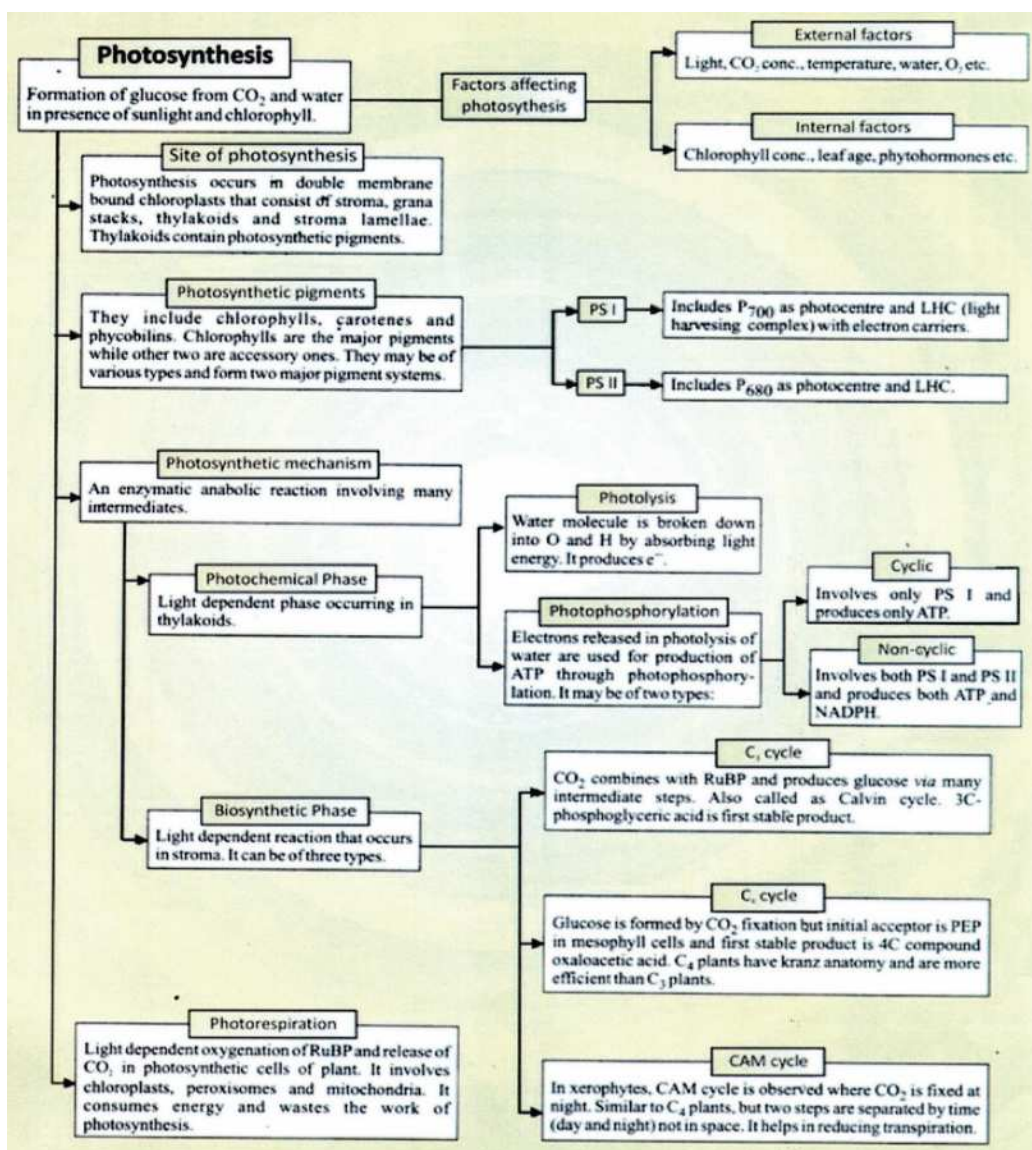 Photosynthesis
Formation of glucose from CO₂ and water
in presence of sunlight and chlorophyll.
Factors affecting
photosythesis
External factors
Light, CO₂ conc., temperature, water, O₂ etc.
Internal factors
Chlorophyll conc., leaf age, phytohormones etc.
Site of photosynthesis
Photosynthesis occurs in double membrane
bound chloroplasts that consist of stroma, grana
stacks, thylakoids and stroma lamellae.
Thylakoids contain photosynthetic pigments.
Photosynthetic pigments
They include chlorophylls, carotenes and
phycobilins. Chlorophylls are the major pigments
while other two are accessory ones. They may be of
various types and form two major pigment systems.
PS I
Includes P₇₀₀ as photocentre and LHC (light
harvesing complex) with electron carriers.
PS II
Includes P₆₈₀ as photocentre and LHC.
Photosynthetic mechanism
An enzymatic anabolic reaction involving many
intermediates.
Photochemical Phase
Light dependent phase occurring in
thylakoids.
Photolysis
Water molecule is broken down
into O and H by absorbing light
energy. It produces e⁻.
Photophosphorylation
Electrons released in photolysis of
water are used for production of
ATP through photophosphory-
lation. It may be of two types:
Cyclic
Involves only PS I and
produces only ATP.
Non-cyclic
Involves both PS I and PS II
and produces both ATP and
NADPH.
Biosynthetic Phase
Light dependent reaction that occurs
in stroma. It can be of three types.
C₃ cycle
CO₂ combines with RuBP and produces glucose via many
intermediate steps. Also called as Calvin cycle. 3C-
phosphoglyceric acid is first stable product.
C₄ cycle
Glucose is formed by CO₂ fixation but initial acceptor is PEP
in mesophyll cells and first stable product is 4C compound
oxaloacetic acid. C₄ plants have kranz anatomy and are more
efficient than C₃ plants.
CAM cycle
In xerophytes, CAM cycle is observed where CO₂ is fixed at
night. Similar to C₄ plants, but two steps are separated by time
(day and night) not in space. It helps in reducing transpiration.
Photorespiration
Light dependent oxygenation of RuBP and release of
CO₂ in photosynthetic cells of plant. It involves
chloroplasts, peroxisomes and mitochondria. It
consumes energy and wastes the work of
photosynthesis.